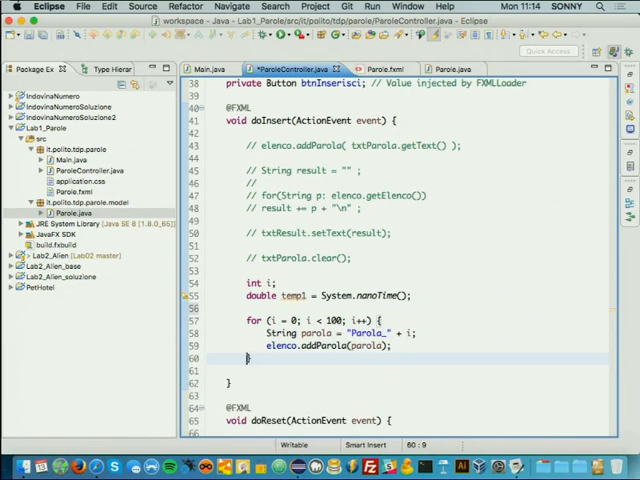 Eclipse File Edit Source Refactor Navigate Search Project Run Window Help
MON 11:14 SONNY
workspace - Java - Lab1_Parole/src/it/polito/tdp/parole/ParoleController.java - Eclipse
Quick Access
Package Ex
Type Hierar
Main.java
*ParoleController.java
Parole.fxml
Parole.java
IndovinaNumero
IndovinaNumeroSoluzione
IndovinaNumeroSoluzione2
Lab1_Parole
src
it.polito.tdp.parole
Main.java
ParoleController.java
application.css
Parole.fxml
it.polito.tdp.parole.model
Parole.java
JRE System Library [Java SE 8 [1.8.0_65]
JavaFX SDK
build.fxbuild
Lab2_Alien [Lab02 master]
Lab2_Alien_base
Lab2_Alien_soluzione
PetHotel
38 private Button btnInserisci; // Value injected by FXMLLoader
39
40 @FXML
41 void doInsert(ActionEvent event) {
42
43 // elenco.addParola( txtParola.getText() );
44
45 // String result = "" ;
46 //
47 // for(String p: elenco.getElenco())
48 // result += p + "\n" ;
49
50 // txtResult.setText(result);
51
52 // txtParola.clear();
53
54 int i;
55 double temp1 = System.nanoTime();
56
57 for (i = 0; i < 100; i++) {
58 String parola = "Parola_" + i;
59 elenco.addParola(parola);
60 }
61
62 }
63
64 @FXML
65 void doReset(ActionEvent event) {
66
Writable
Smart Insert
60 : 9